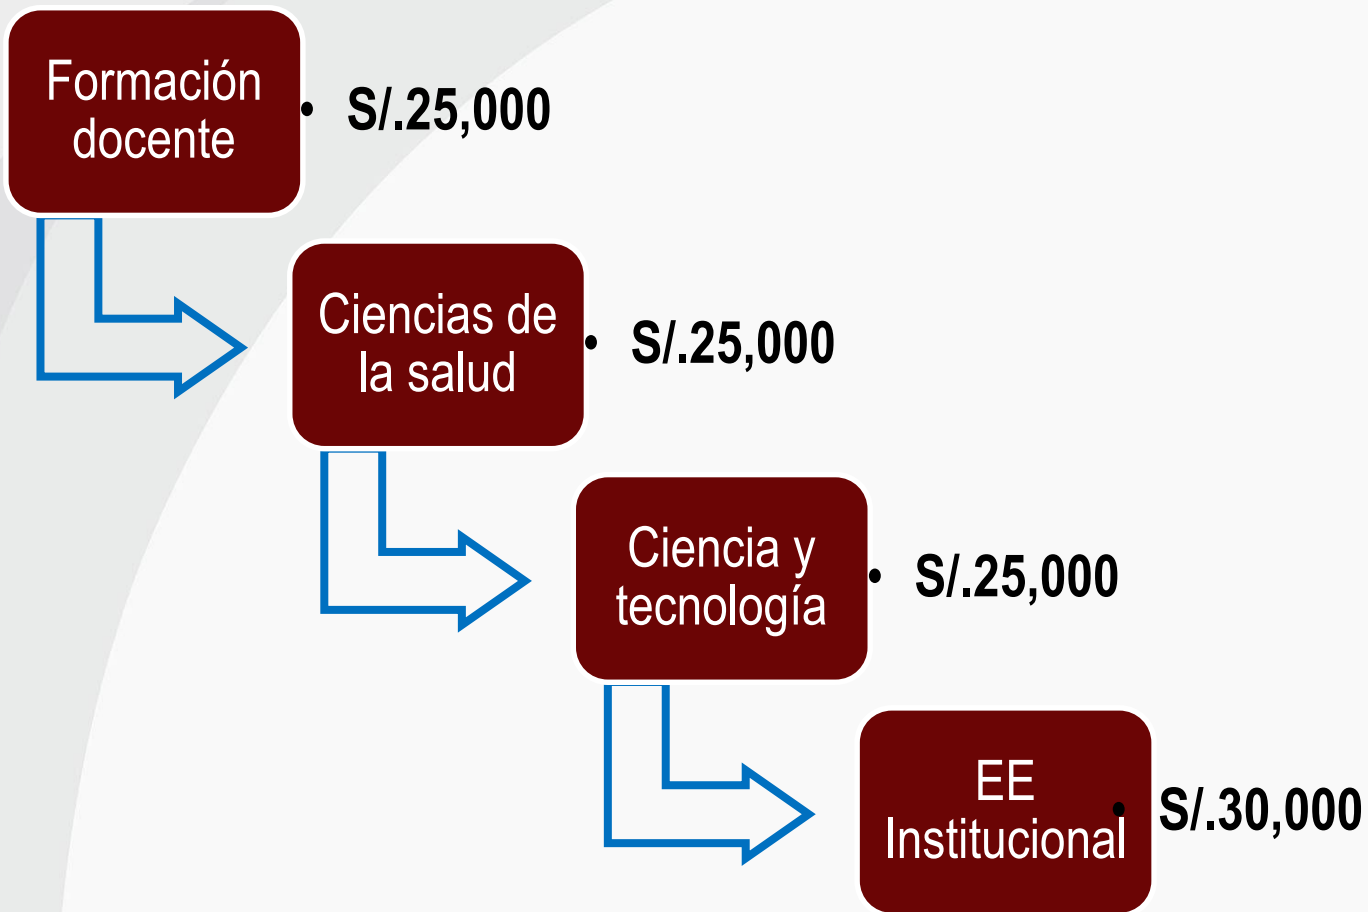 Formación
docente
• S/.25,000
Ciencias de
la salud
• S/.25,000
Ciencia y
tecnología
• S/.25,000
EE
Institucional
• S/.30,000